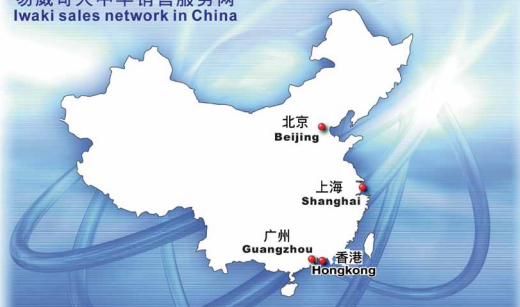 易威奇大中华销售服务网
Iwaki sales network in China
北京
Beijing
上海
Shanghai
广州
Guangzhou
香港
Hongkong